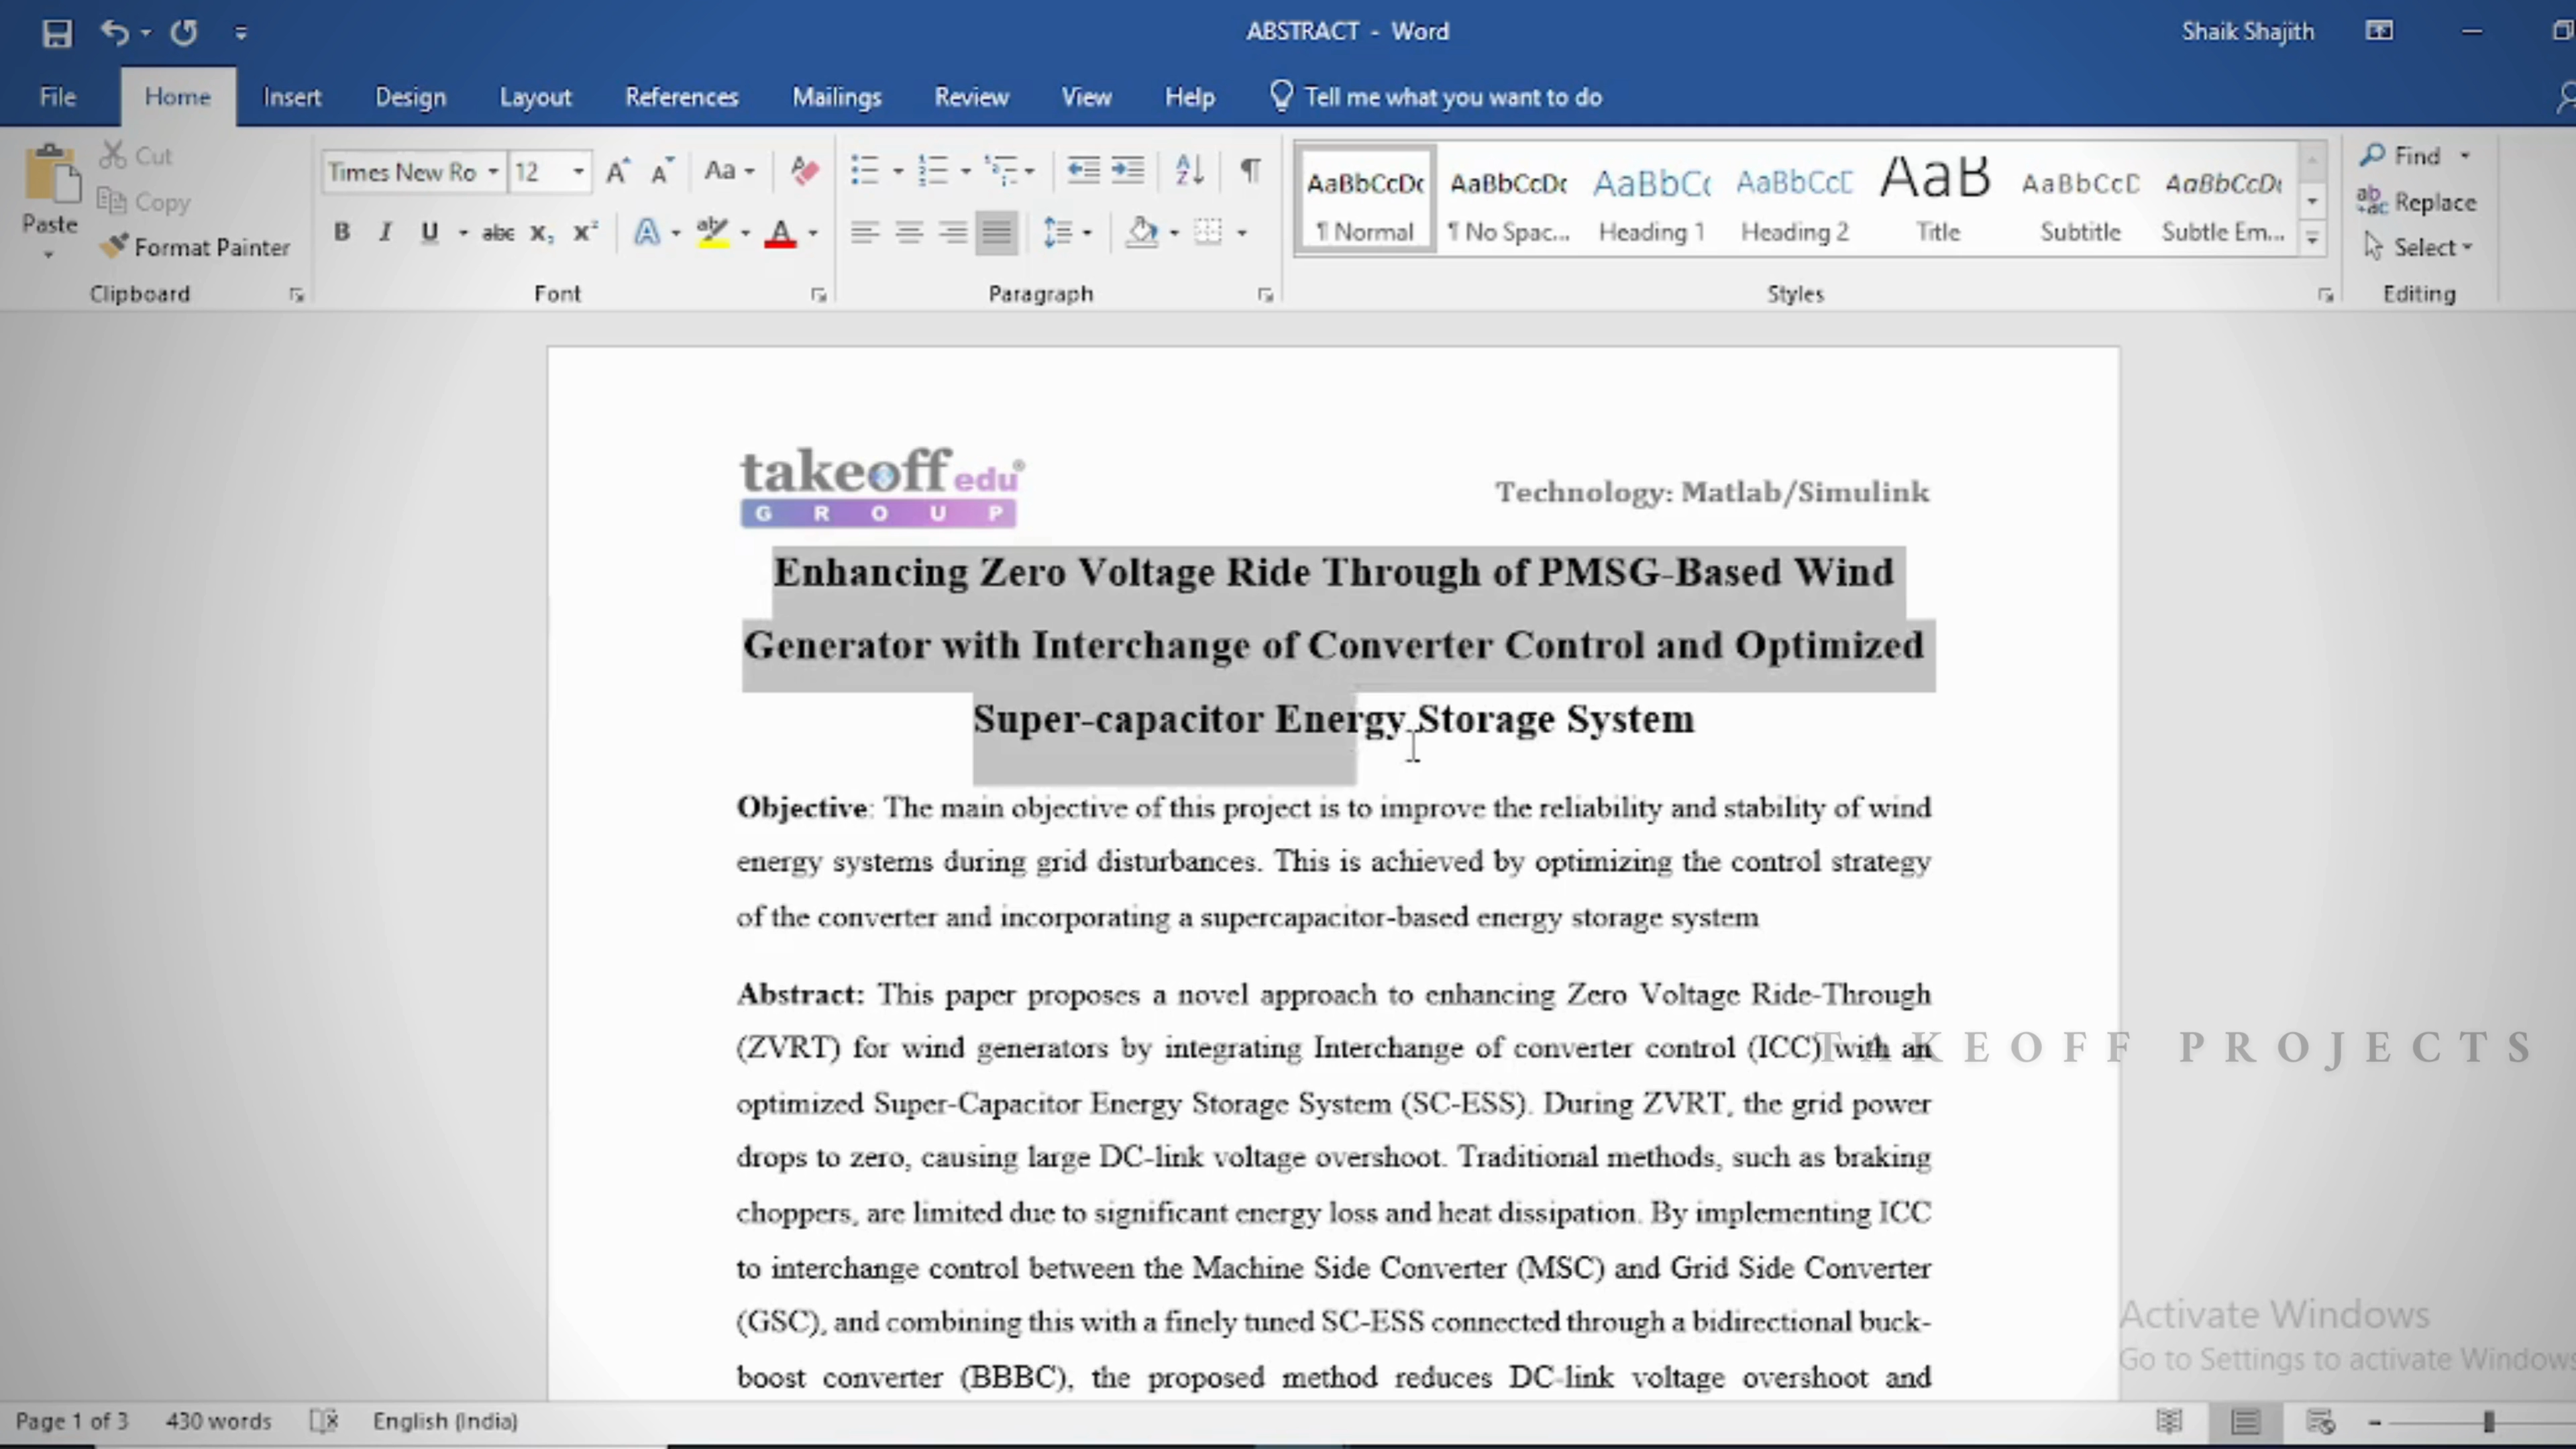 ABSTRACT - Word
Shaik Shajith
File Home Insert Design Layout References Mailings Review View Help Tell me what you want to do
Paste
Cut
Copy
Format Painter
Clipboard
Times New Ro 12
Aa
B I U abc x₂ x²
Font
Paragraph
AaBbCcDc AaBbCcDc AaBbC( AaBbCcD AaB AaBbCcD AaBbCcDc
¶ Normal ¶ No Spac... Heading 1 Heading 2 Title Subtitle Subtle Em...
Styles
Find
Replace
Select
Editing
takeoff edu®
GROUP
Technology: Matlab/Simulink
Enhancing Zero Voltage Ride Through of PMSG-Based Wind
Generator with Interchange of Converter Control and Optimized
Super-capacitor Energy Storage System
Objective: The main objective of this project is to improve the reliability and stability of wind
energy systems during grid disturbances. This is achieved by optimizing the control strategy
of the converter and incorporating a supercapacitor-based energy storage system
Abstract: This paper proposes a novel approach to enhancing Zero Voltage Ride-Through
(ZVRT) for wind generators by integrating Interchange of converter control (ICC) with an
optimized Super-Capacitor Energy Storage System (SC-ESS). During ZVRT, the grid power
drops to zero, causing large DC-link voltage overshoot. Traditional methods, such as braking
choppers, are limited due to significant energy loss and heat dissipation. By implementing ICC
to interchange control between the Machine Side Converter (MSC) and Grid Side Converter
(GSC), and combining this with a finely tuned SC-ESS connected through a bidirectional buck-
boost converter (BBBC), the proposed method reduces DC-link voltage overshoot and
TAKEOFF PROJECTS
Activate Windows
Go to Settings to activate Windows
Page 1 of 3 430 words English (India)